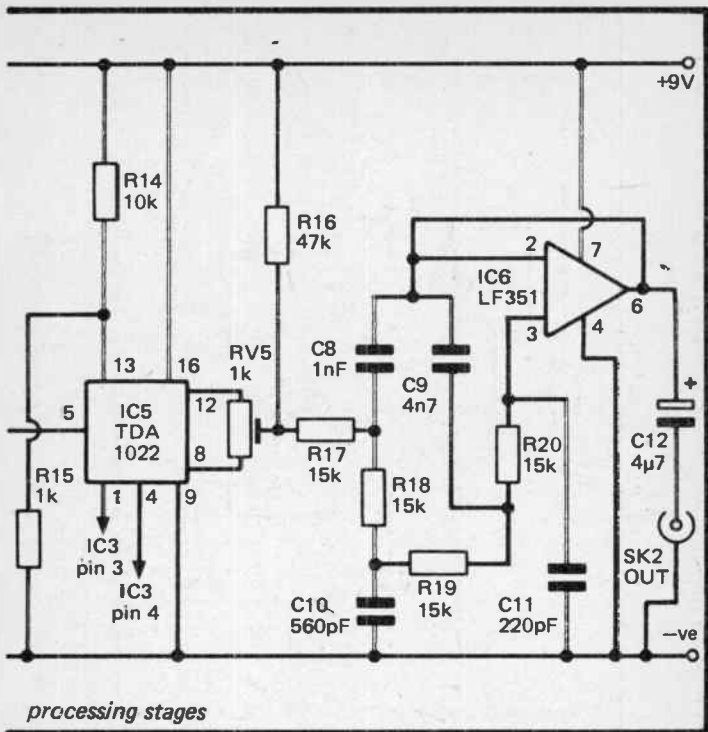 +9V
R14
10k
R16
47k
2
7
IC6
LF351
6
3
4
13
16
RV5
1k
C8
1nF
C9
4n7
+
5
IC5
TDA
1022
12
8
R17
15k
R20
15k
C12
4µ7
R15
1k
1
4
9
R18
15k
IC3
pin 3
IC3
pin 4
R19
15k
SK2
OUT
C10
560pF
C11
220pF
−ve
processing stages